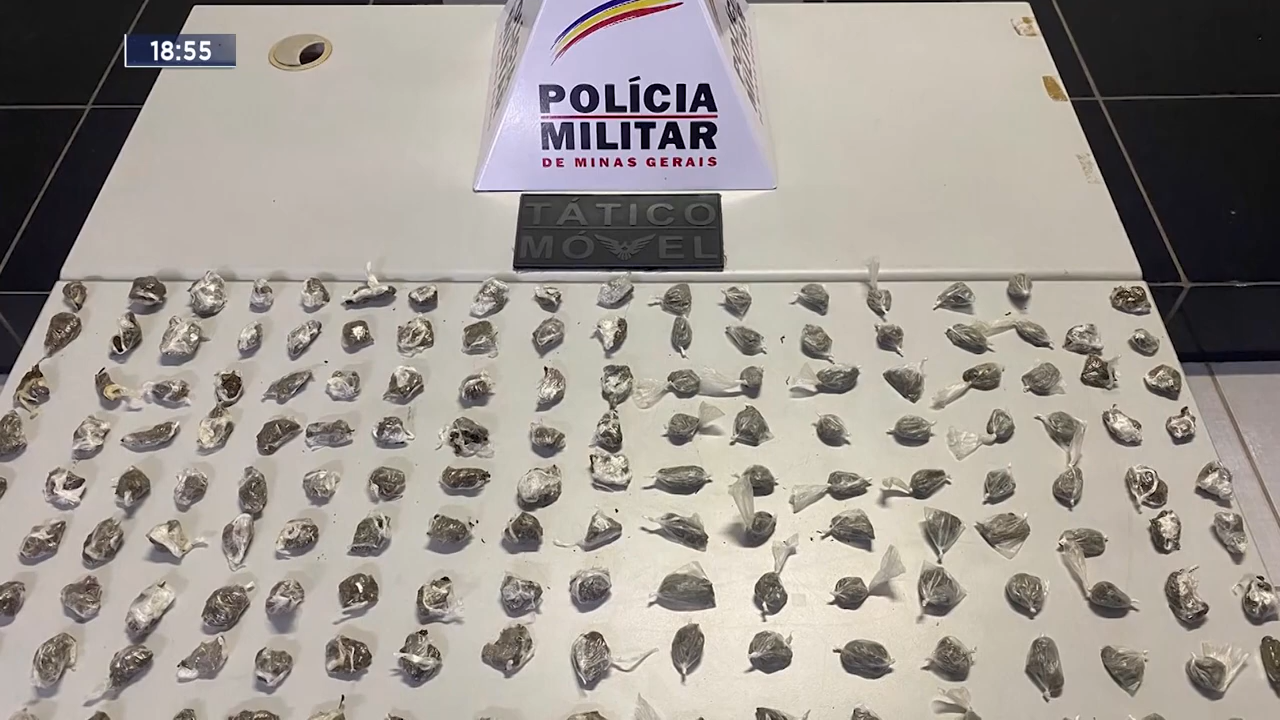 18:55
POLÍCIA
MILITAR
DE MINAS GERAIS
TÁTICO
MÓVEL